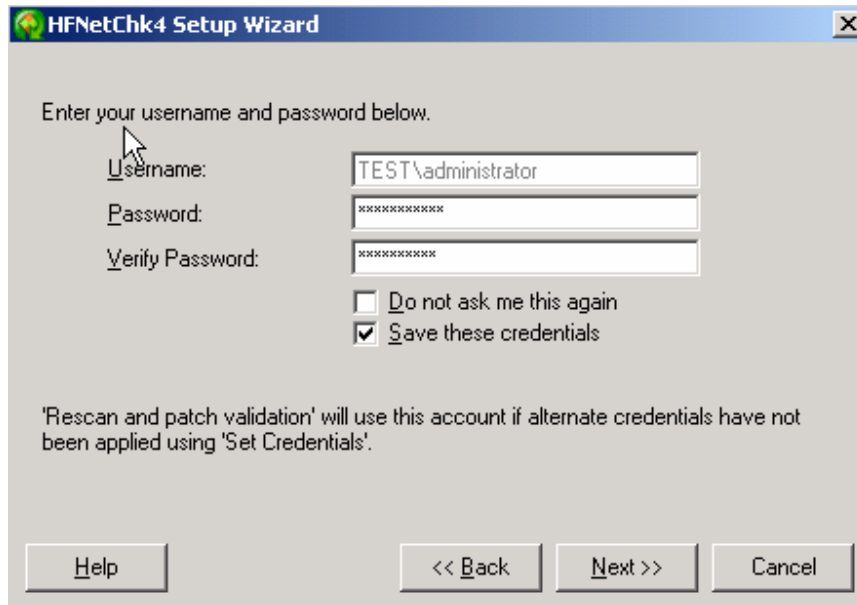 HFNetChk4 Setup Wizard
Enter your username and password below.
Username: TEST\administrator
Password: ***********
Verify Password: **********
Do not ask me this again
Save these credentials
'Rescan and patch validation' will use this account if alternate credentials have not
been applied using 'Set Credentials'.
Help << Back Next >> Cancel